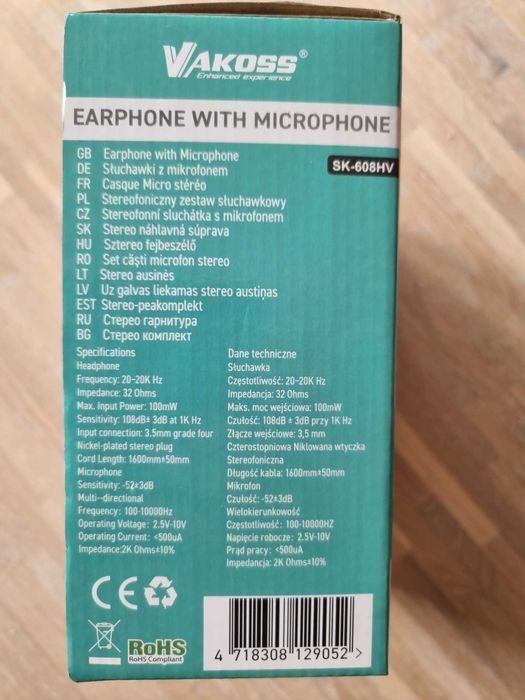 VAKOSS®
Enhanced experience
EARPHONE WITH MICROPHONE
SK-608HV
GB Earphone with Microphone
DE Słuchawki z mikrofonem
FR Casque Micro stéréo
PL Stereofoniczny zestaw słuchawkowy
CZ Stereofonní sluchátka s mikrofonem
SK Stereo náhlavná súprava
HU Sztereo fejbeszélő
RO Set căști microfon stereo
LT Stereo ausinės
LV Uz galvas liekamas stereo austiņas
EST Stereo-peakomplekt
RU Стерео гарнитура
BG Стерео комплект
Specifications
Headphone
Frequency: 20~20K Hz
Impedance: 32 Ohms
Max. Input Power: 100mW
Sensitivity: 108dB± 3dB at 1K Hz
Input connection: 3.5mm grade four
Nickel-plated stereo plug
Cord Length: 1600mm±50mm
Microphone
Sensitivity: -52±3dB
Multi--directional
Frequency: 100-10000Hz
Operating Voltage: 2.5V-10V
Operating Current: <500uA
Impedance:2K Ohms±10%
Dane techniczne
Słuchawka
Częstotliwość: 20~20K Hz
Impedancja: 32 Ohms
Maks. moc wejściowa: 100mW
Czułość: 108dB ± 3dB przy 1K Hz
Złącze wejściowe: 3,5 mm
Czterostopniowa Niklowana wtyczka
Stereofoniczna
Długość kabla: 1600mm±50mm
Mikrofon
Czułość: -52±3dB
Wielokierunkowość
Częstotliwość: 100-10000HZ
Napięcie robocze: 2.5V-10V
Prąd pracy: <500uA
Impedancja: 2K Ohms±10%
CE
RoHS
RoHS Compliant
4 718308 129052 >